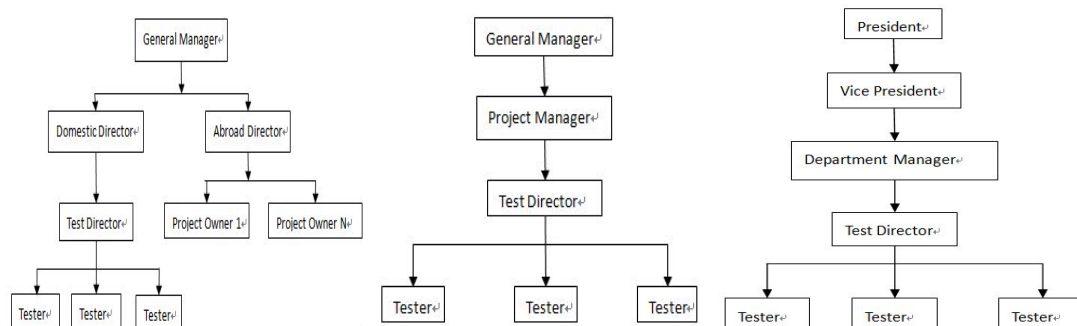 General Manager↵
Domestic Director↵
Abroad Director↵
Test Director↵
Project Owner 1↵
Project Owner N↵
Tester↵
Tester↵
Tester↵
General Manager↵
Project Manager↵
Test Director↵
Tester↵
Tester↵
Tester↵
President↵
Vice President↵
Department Manager↵
Test Director↵
Tester↵
Tester↵
Tester↵